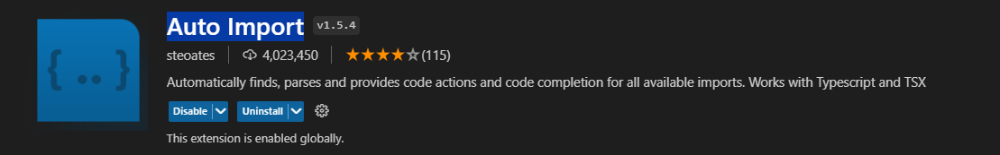 Auto Import v1.5.4
steoates 4,023,450 (115)
Automatically finds, parses and provides code actions and code completion for all available imports. Works with Typescript and TSX
Disable Uninstall
This extension is enabled globally.